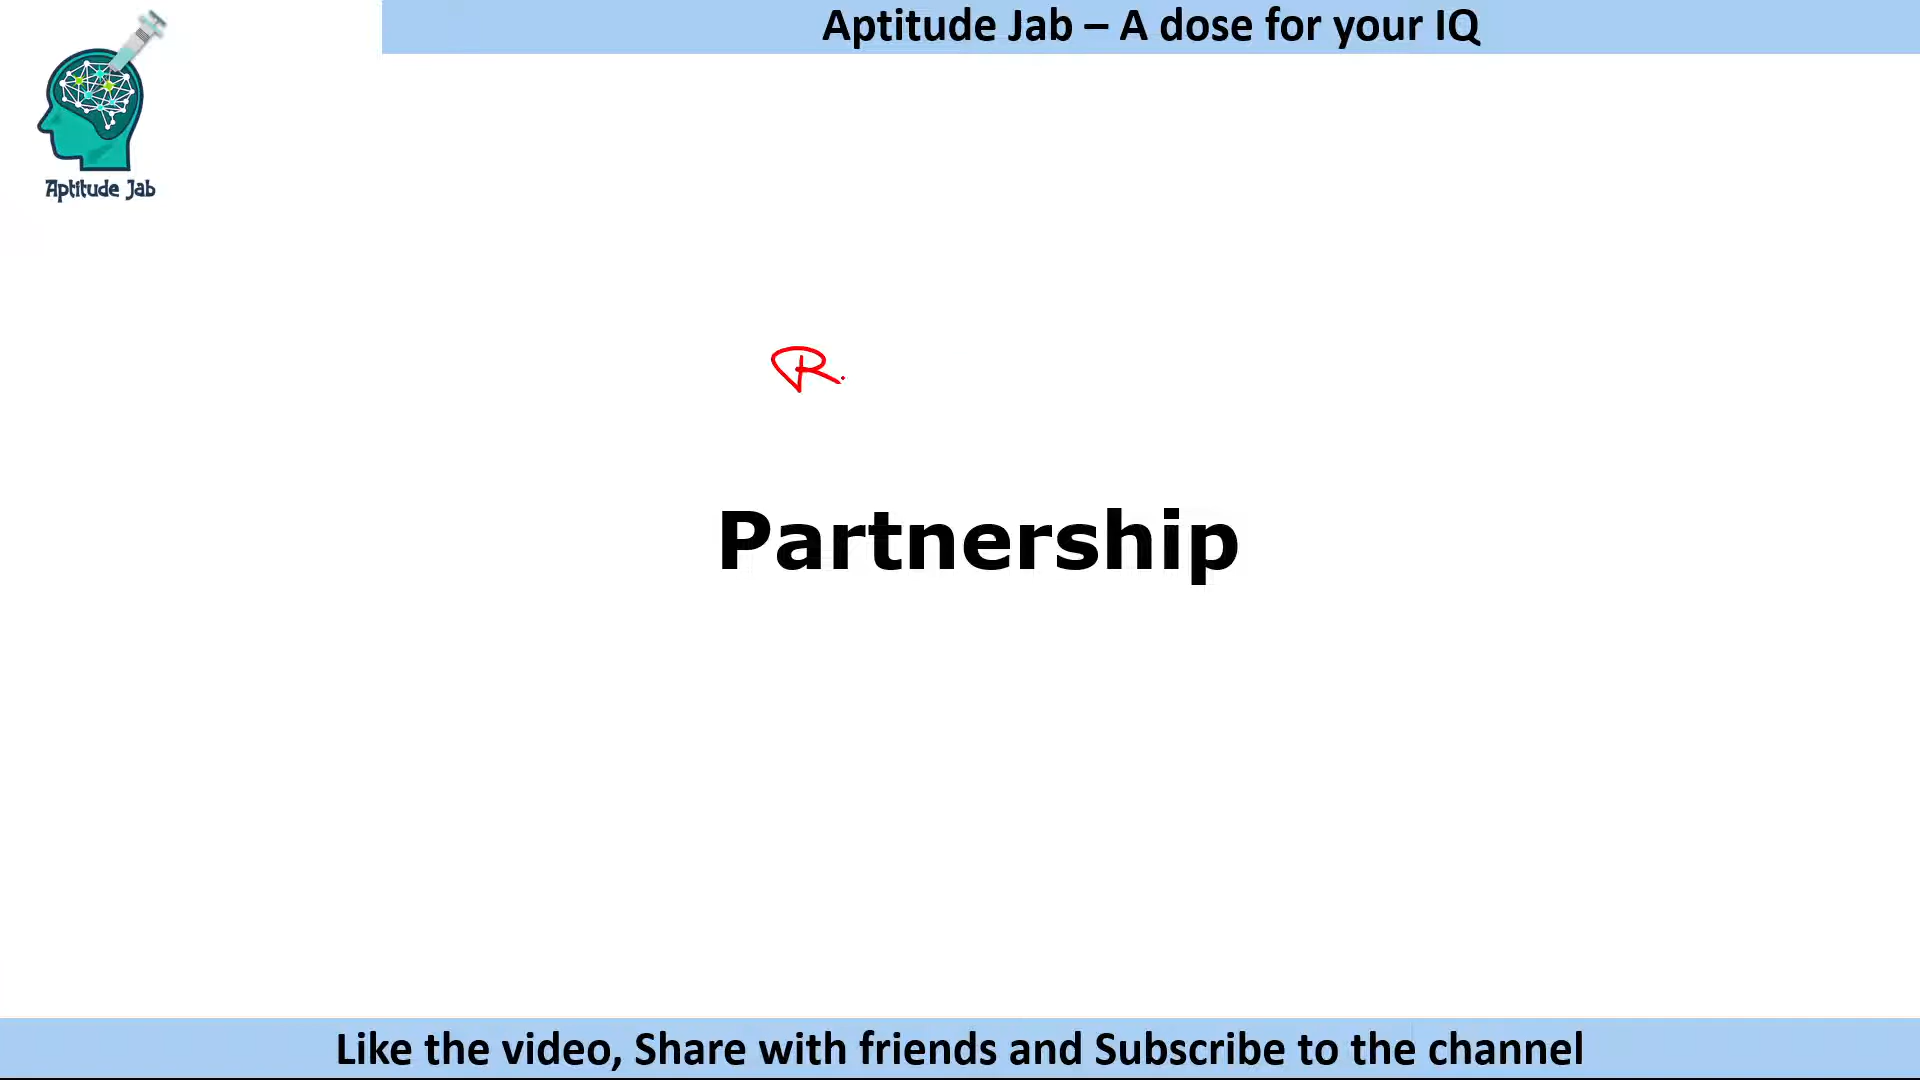 Aptitude Jab – A dose for your IQ
Aptitude Jab
R.
Partnership
Like the video, Share with friends and Subscribe to the channel